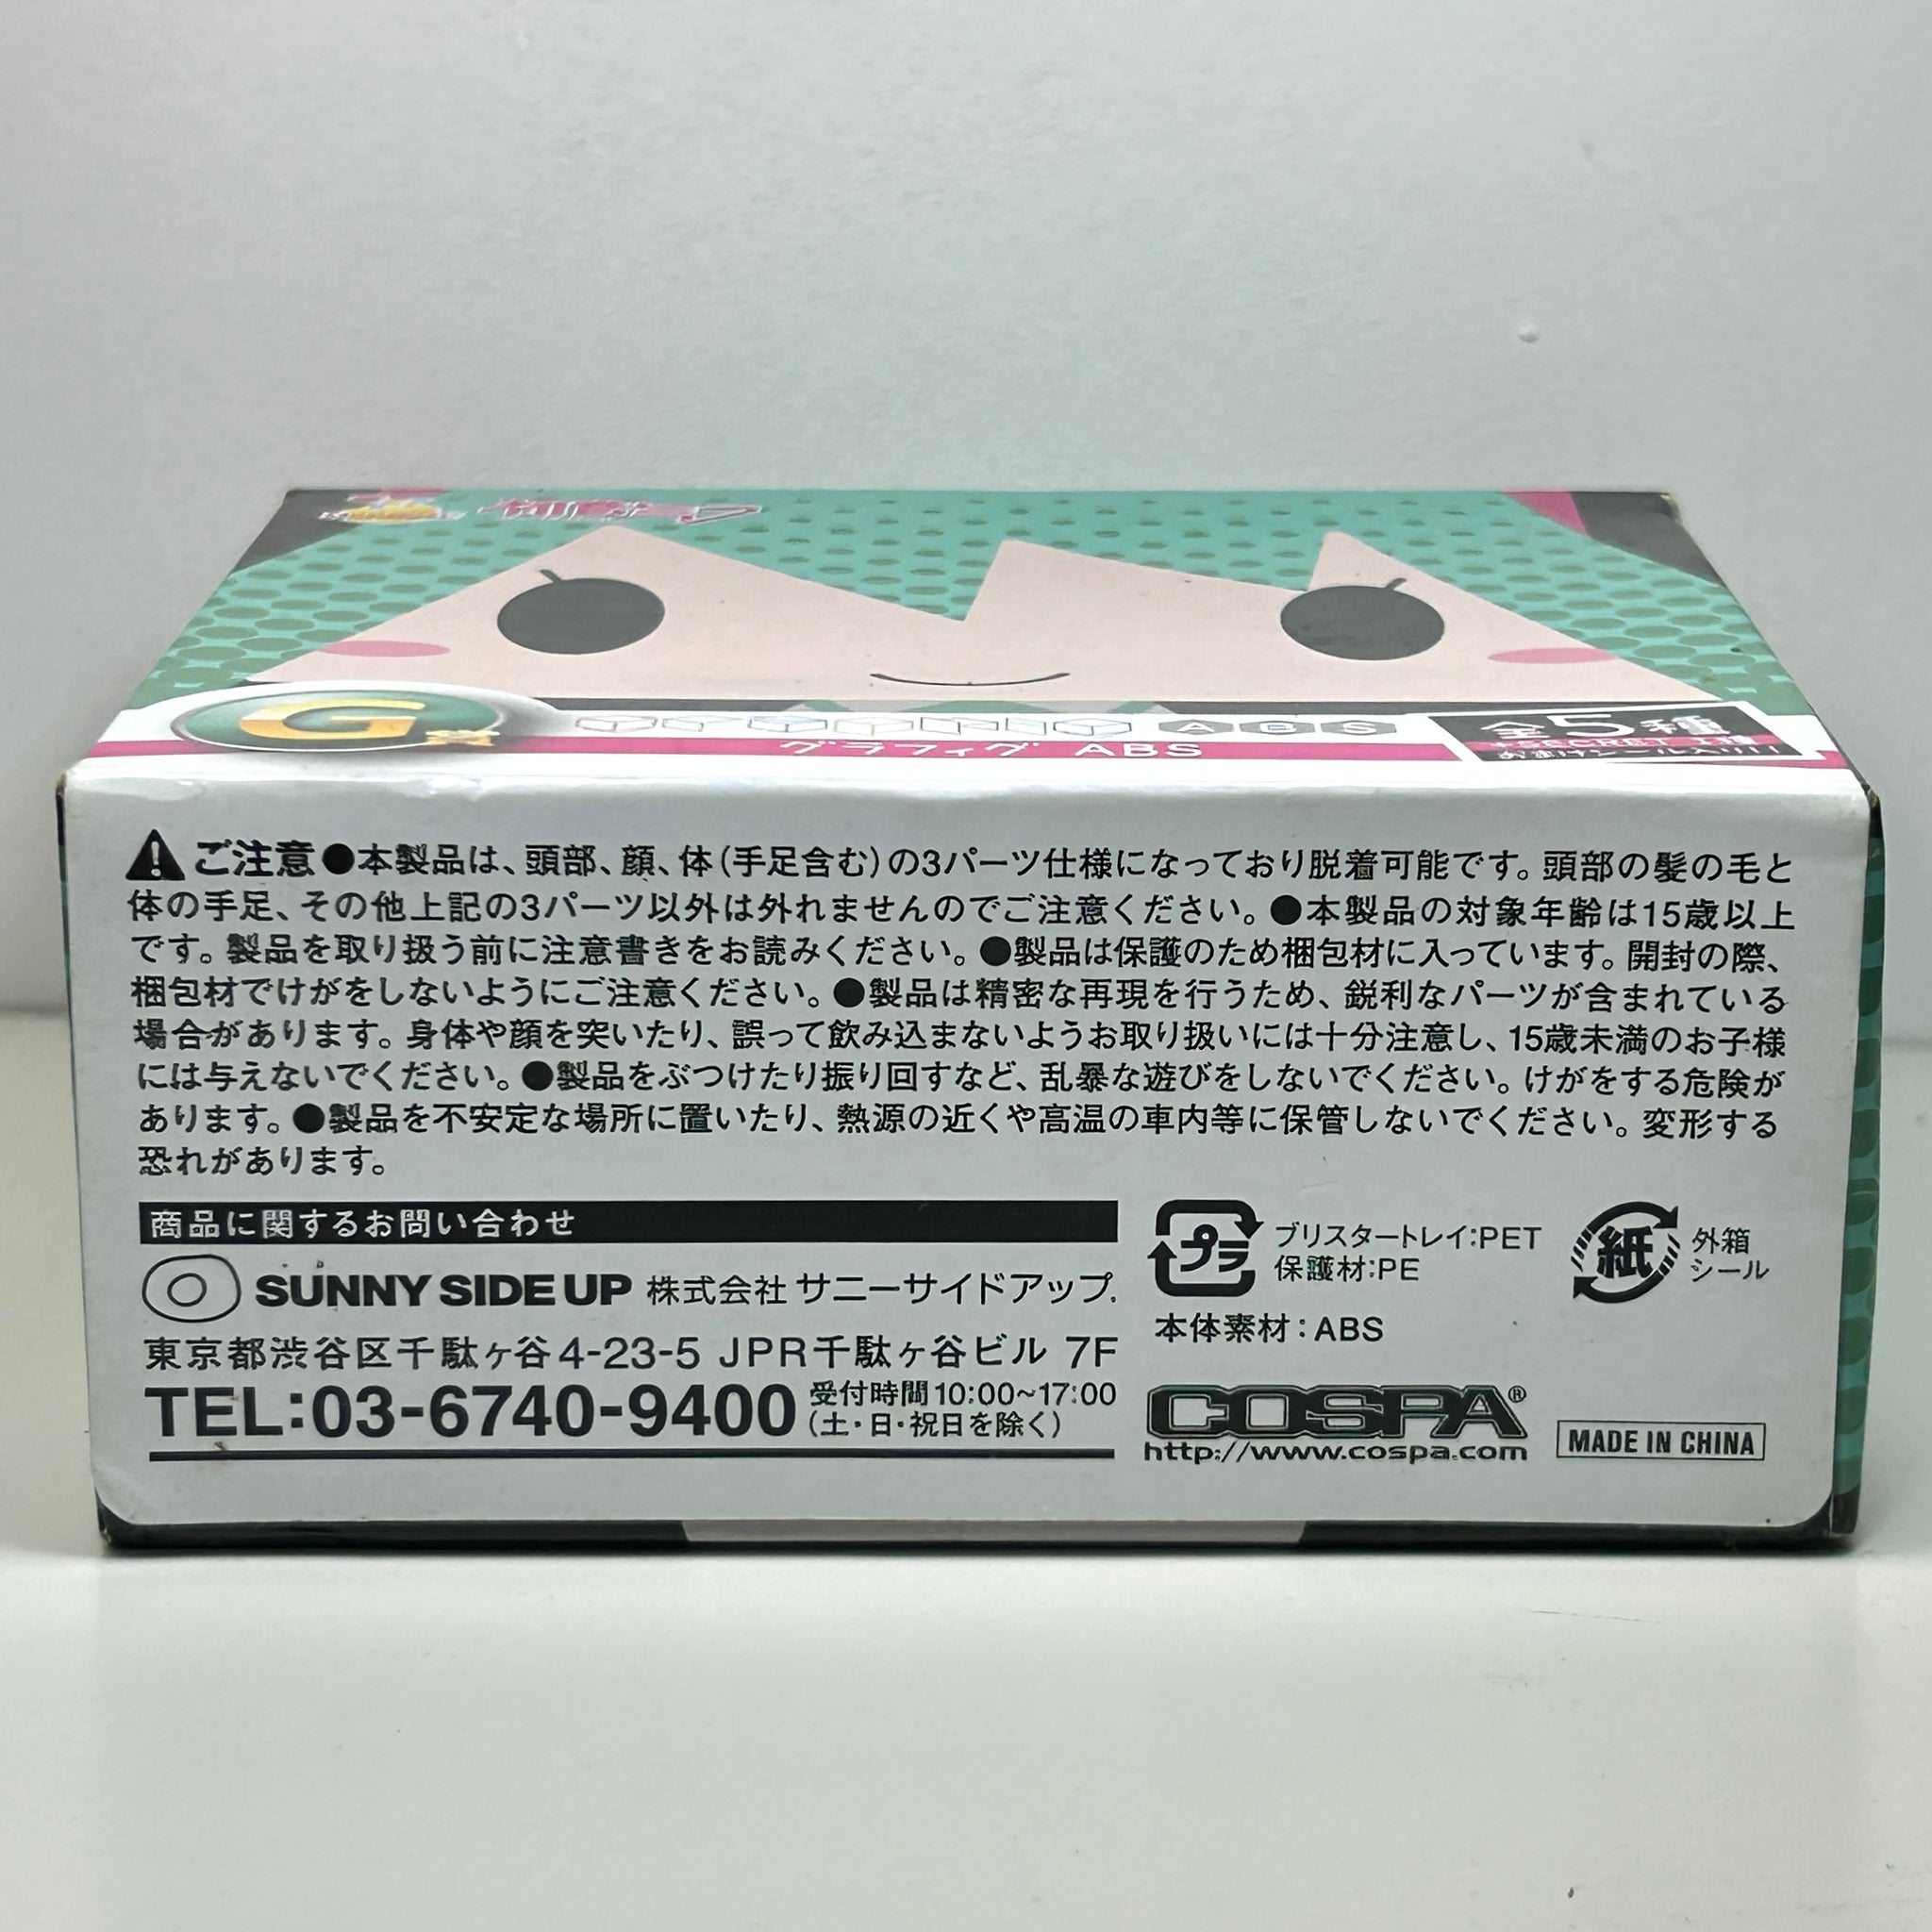 初音ミク
G賞
グラフィグ ABS
全5種
ご注意●本製品は、頭部、顔、体(手足含む)の3パーツ仕様になっており脱着可能です。頭部の髪の毛と
体の手足、その他上記の3パーツ以外は外れませんのでご注意ください。●本製品の対象年齢は15歳以上
です。製品を取り扱う前に注意書きをお読みください。●製品は保護のため梱包材に入っています。開封の際、
梱包材でけがをしないようにご注意ください。●製品は精密な再現を行うため、鋭利なパーツが含まれている
場合があります。身体や顔を突いたり、誤って飲み込まないようお取り扱いには十分注意し、15歳未満のお子様
には与えないでください。●製品をぶつけたり振り回すなど、乱暴な遊びをしないでください。けがをする危険が
あります。●製品を不安定な場所に置いたり、熱源の近くや高温の車内等に保管しないでください。変形する
恐れがあります。
商品に関するお問い合わせ
SUNNY SIDE UP 株式会社 サニーサイドアップ
東京都渋谷区千駄ヶ谷4-23-5 JPR千駄ヶ谷ビル 7F
TEL:03-6740-9400 受付時間10:00~17:00
(土・日・祝日を除く)
プラ
ブリスタートレイ:PET
保護材:PE
紙
外箱
シール
本体素材:ABS
COSPA®
http://www.cospa.com
MADE IN CHINA